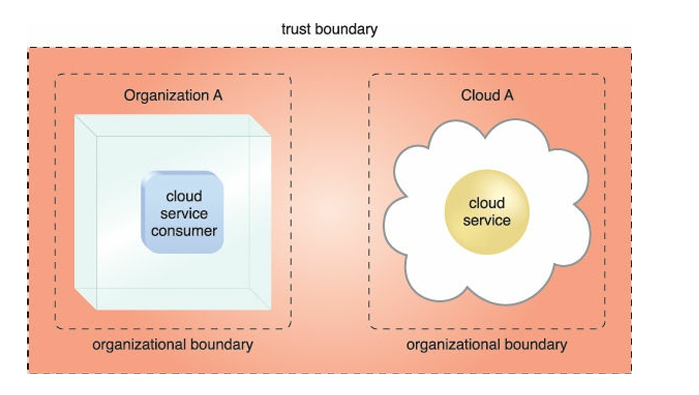 trust boundary
Organization A
Cloud A
cloud
service
consumer
cloud
service
organizational boundary
organizational boundary